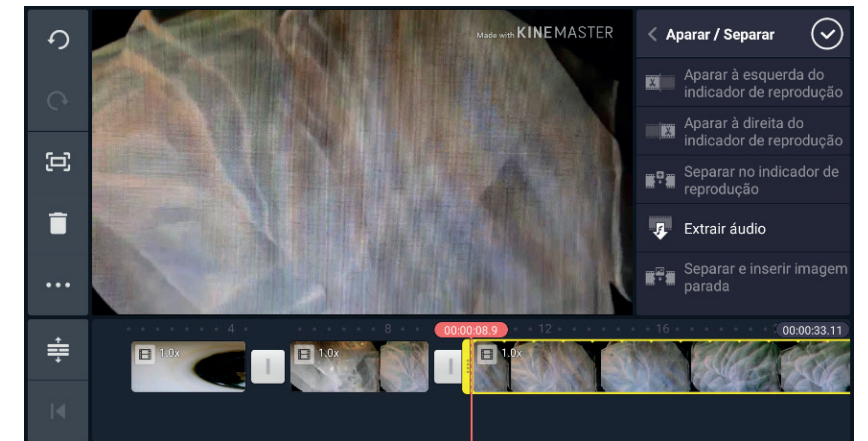 Made with KINEMASTER
Aparar / Separar
Aparar à esquerda do
indicador de reprodução
Aparar à direita do
indicador de reprodução
Separar no indicador de
reprodução
Extrair áudio
Separar e inserir imagem
parada
4
8
00:00:08.9
12
16
00:00:33.11
1.0x
1.0x
1.0x